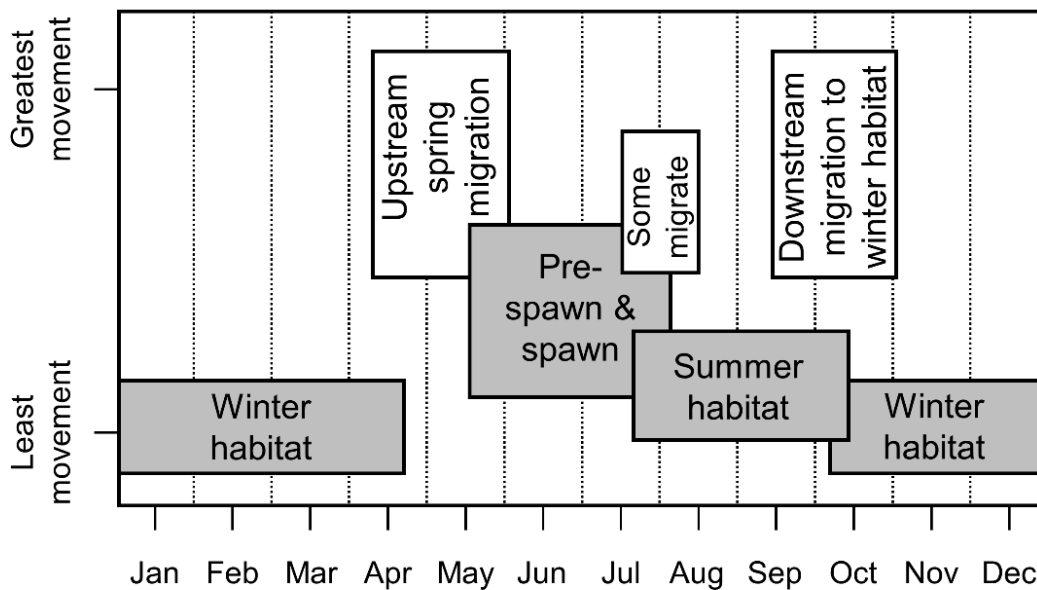 Greatest
movement
Least
movement
Upstream
spring
migration
Some
migrate
Downstream
migration to
winter habitat
Pre-
spawn &
spawn
Summer
habitat
Winter
habitat
Winter
habitat
Jan Feb Mar Apr May Jun Jul Aug Sep Oct Nov Dec